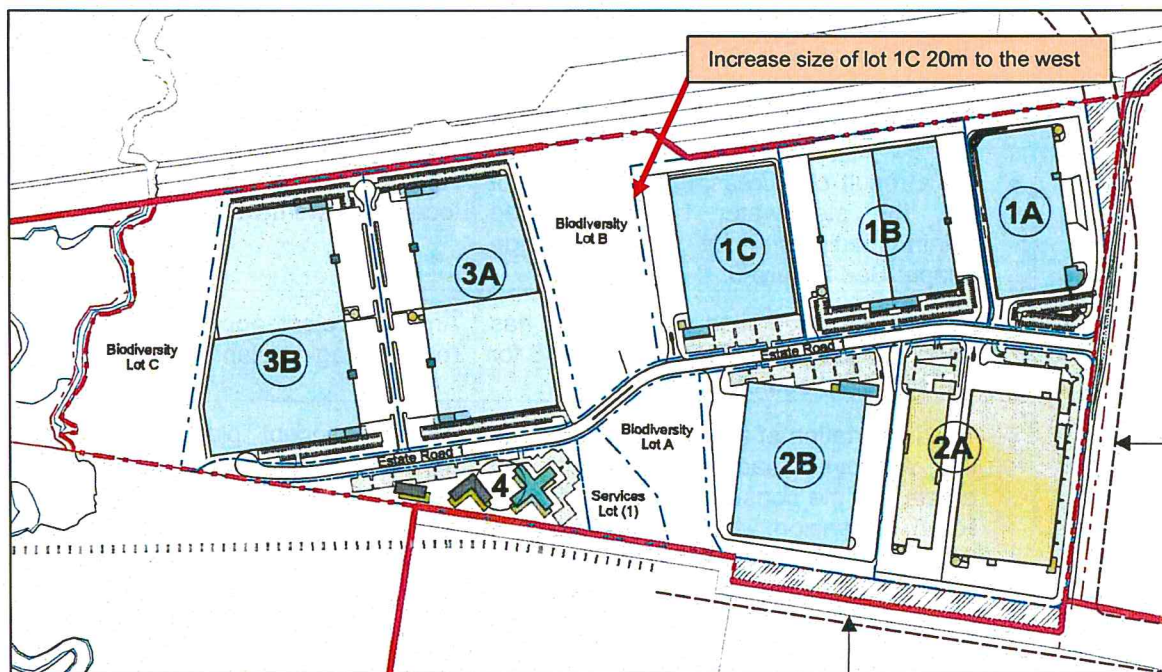 Increase size of lot 1C 20m to the west
1A
1B
1C
Biodiversity
Lot B
3A
3B
Biodiversity
Lot C
Estate Road 1
Estate Road 1
Biodiversity
Lot A
2B
2A
4
Services
Lot (1)